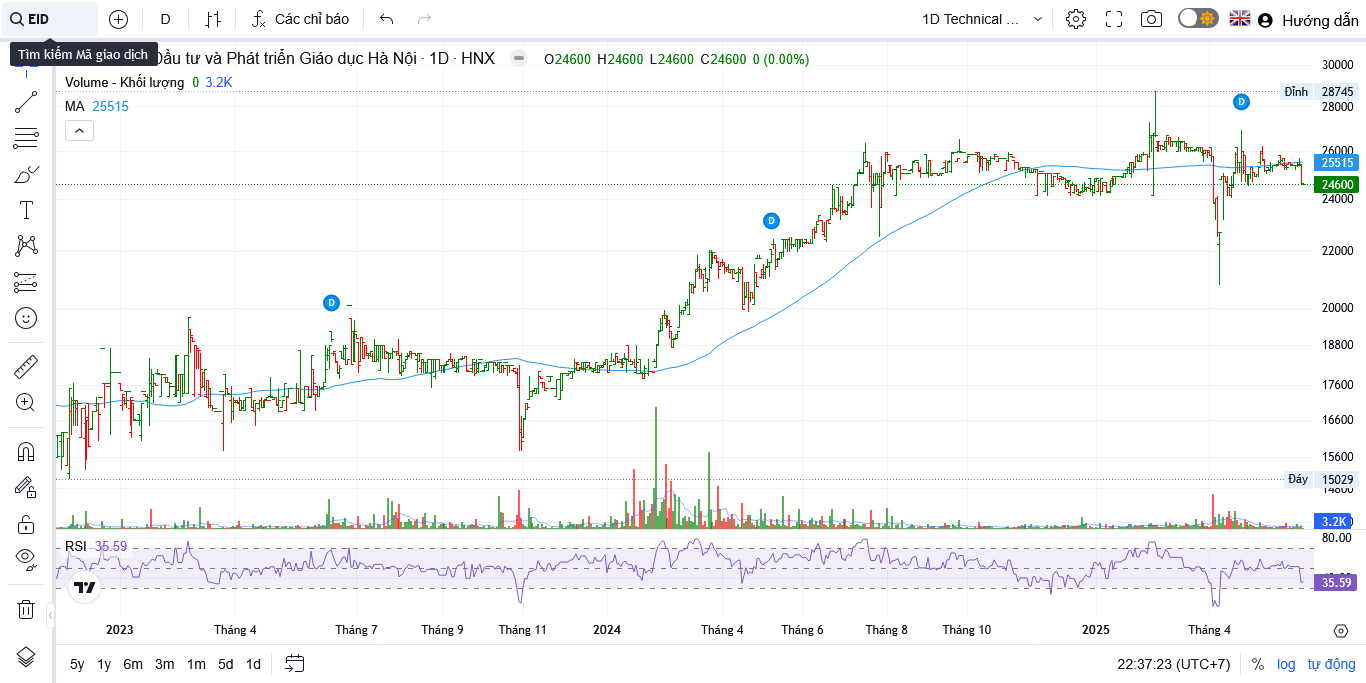 EID
D
Các chỉ báo
1D Technical ...
Hướng dẫn
Tìm kiếm Mã giao dịch
Đầu tư và Phát triển Giáo dục Hà Nội · 1D · HNX
O24600 H24600 L24600 C24600 0 (0.00%)
Volume - Khối lượng 0 3.2K
MA 25515
30000
Đỉnh 28745
28000
26000
25515
24600
24000
22000
20000
18800
17600
16600
15600
Đáy 15029
14800
3.2K
D
D
D
RSI 35.59
80.00
35.59
2023
Tháng 4
Tháng 7
Tháng 9
Tháng 11
2024
Tháng 4
Tháng 6
Tháng 8
Tháng 10
2025
Tháng 4
5y 1y 6m 3m 1m 5d 1d
22:37:23 (UTC+7)
%
log
tự động